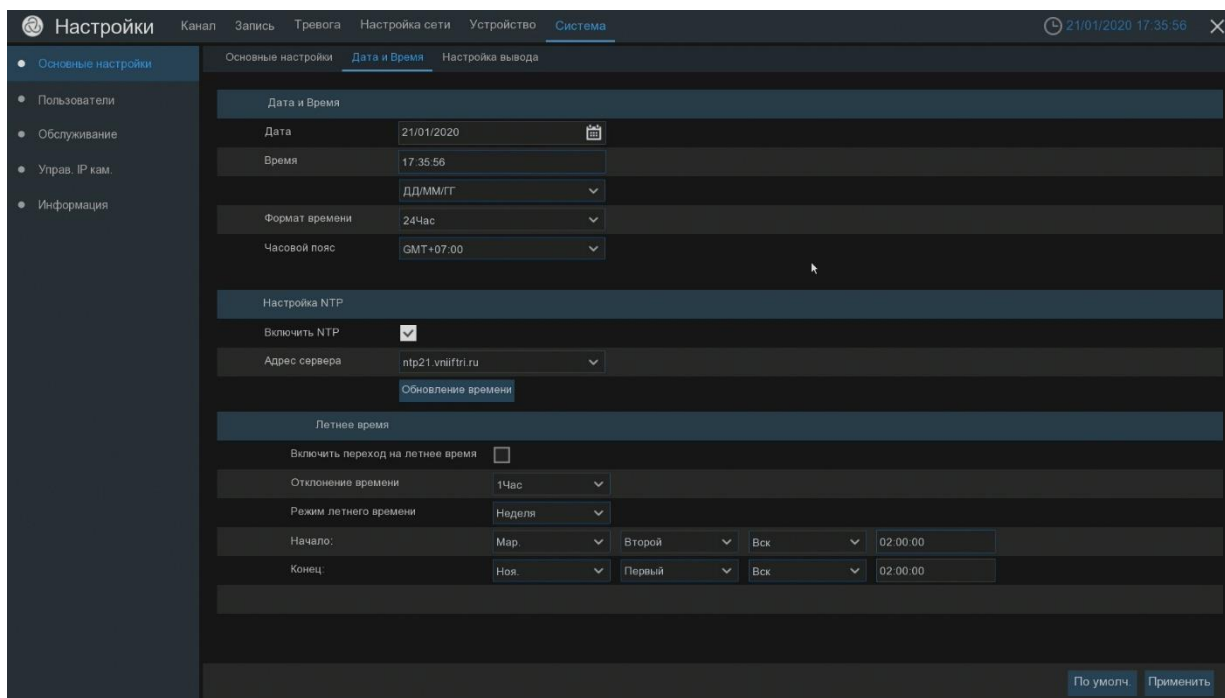 Настройки Канал Запись Тревога Настройка сети Устройство Система 21/01/2020 17:35:56
Основные настройки Основные настройки Дата и Время Настройка вывода
Пользователи Дата и Время
Обслуживание Дата 21/01/2020
Управ. IP кам. Время 17:35:56
ДД/ММ/ГГ
Информация Формат времени 24Час
Часовой пояс GMT+07:00
Настройка NTP
Включить NTP
Адрес сервера ntp21.vniiftri.ru
Обновление времени
Летнее время
Включить переход на летнее время
Отклонение времени 1Час
Режим летнего времени Неделя
Начало: Мар. Второй Вск 02:00:00
Конец: Ноя. Первый Вск 02:00:00
По умолч. Применить